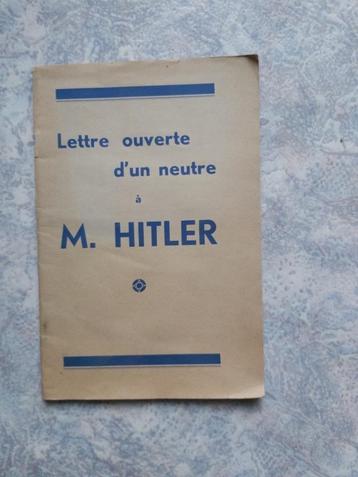 Lettre ouverte
d'un neutre
à
M. HITLER